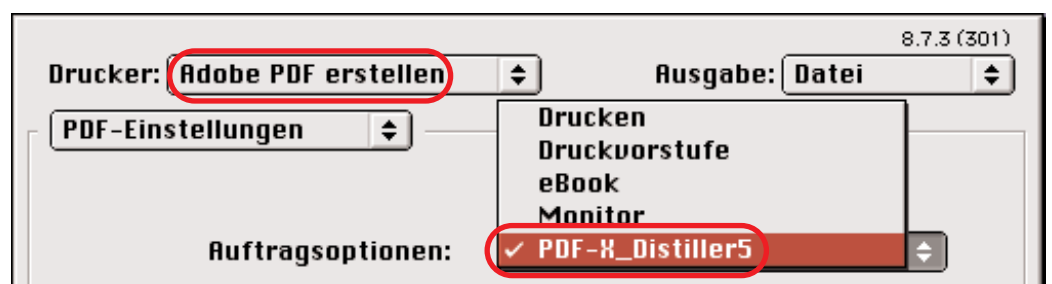 8.7.3 (301)
Drucker: Adobe PDF erstellen Ausgabe: Datei
PDF-Einstellungen
Drucken
Druckvorstufe
eBook
Monitor
Auftragsoptionen: ✓ PDF-X_Distiller5